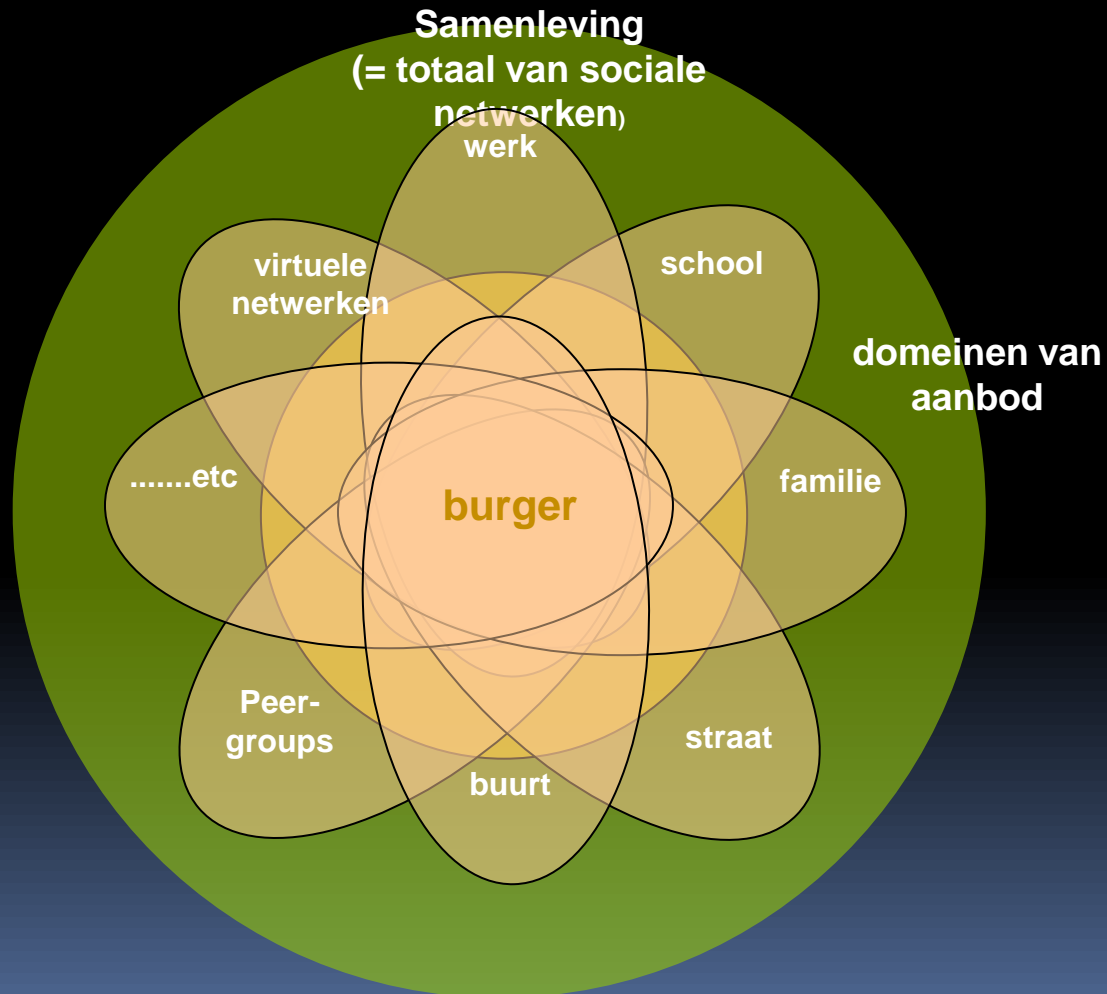 Samenleving
(= totaal van sociale
netwerken)
werk
virtuele
netwerken
school
domeinen van
aanbod
.......etc
burger
familie
Peer-
groups
straat
buurt